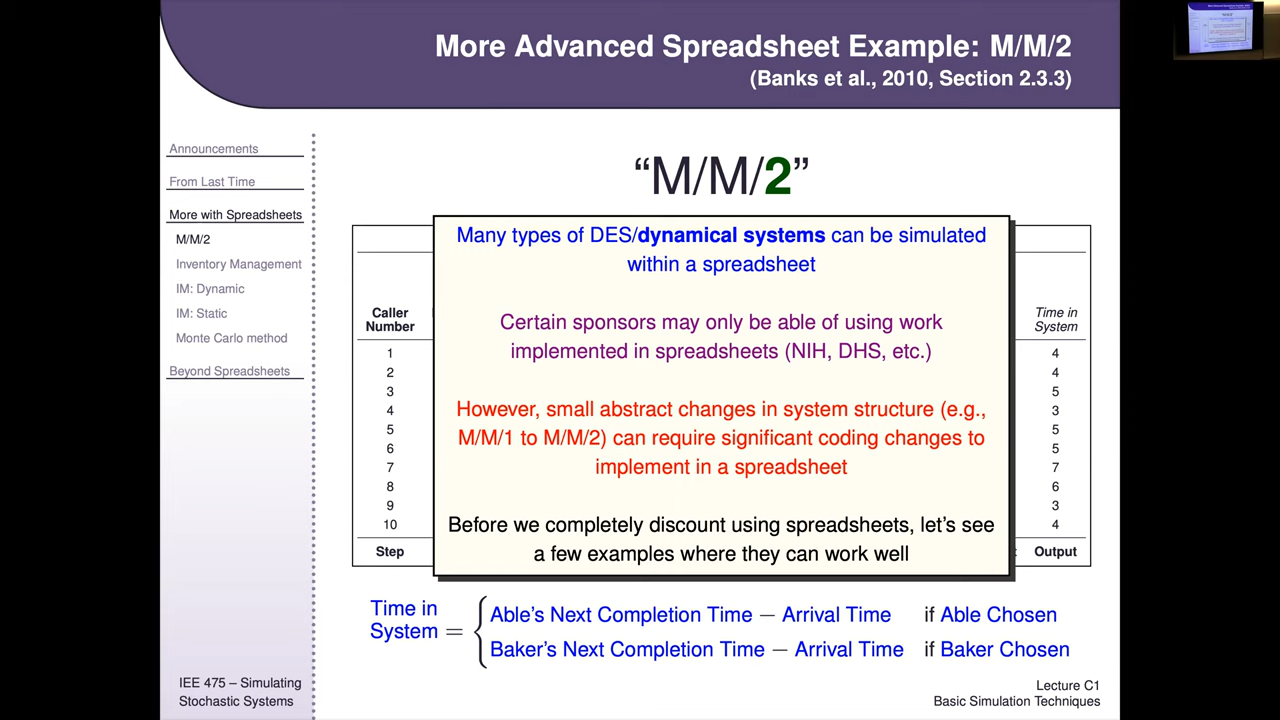 More Advanced Spreadsheet Example: M/M/2
(Banks et al., 2010, Section 2.3.3)
Announcements
From Last Time
More with Spreadsheets
M/M/2
Inventory Management
IM: Dynamic
IM: Static
Monte Carlo method
Beyond Spreadsheets
“M/M/2”
Many types of DES/dynamical systems can be simulated
within a spreadsheet
Certain sponsors may only be able of using work
implemented in spreadsheets (NIH, DHS, etc.)
However, small abstract changes in system structure (e.g.,
M/M/1 to M/M/2) can require significant coding changes to
implement in a spreadsheet
Before we completely discount using spreadsheets, let’s see
a few examples where they can work well
Caller Time in
Number System
1 4
2 4
3 5
4 3
5 5
6 5
7 7
8 6
9 3
10 4
Step Output
Time in
System = Able’s Next Completion Time − Arrival Time if Able Chosen
Baker’s Next Completion Time − Arrival Time if Baker Chosen
IEE 475 – Simulating
Stochastic Systems
Lecture C1
Basic Simulation Techniques